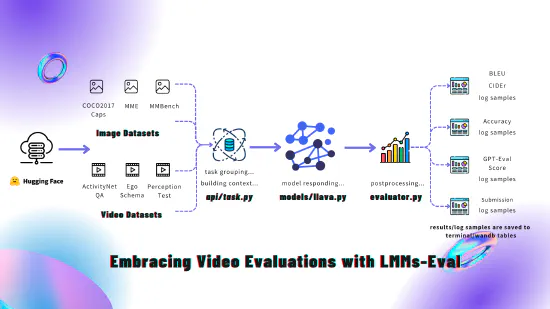 COCO2017
Caps
MME
MMBench
Image Datasets
Hugging Face
ActivityNet
QA
Ego
Schema
Perception
Test
Video Datasets
task grouping...
building context...
api/task.py
model responding...
models/llava.py
postprocessing...
evaluator.py
BLEU
CIDEr
log samples
Accuracy
log samples
GPT-Eval
Score
log samples
Submission
log samples
results/log samples are saved to
terminal/wandb tables
Embracing Video Evaluations with LMMs-Eval